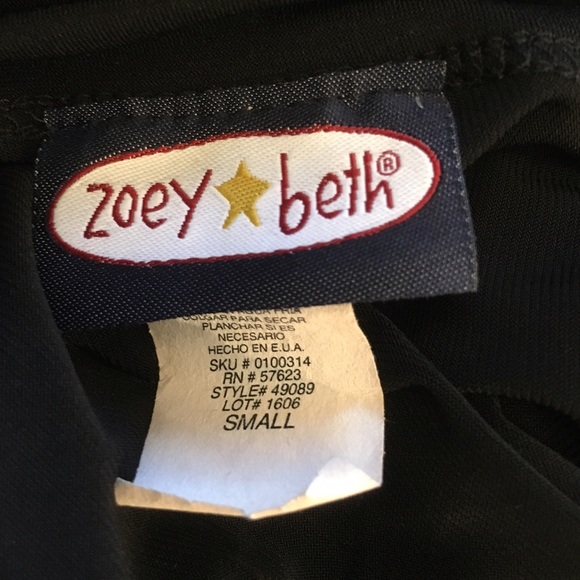 zoey beth®
COLGAR PARA SECAR
PLANCHAR SI ES
NECESARIO
HECHO EN E.U.A.
SKU # 0100314
RN # 57623
STYLE# 49089
LOT# 1606
SMALL